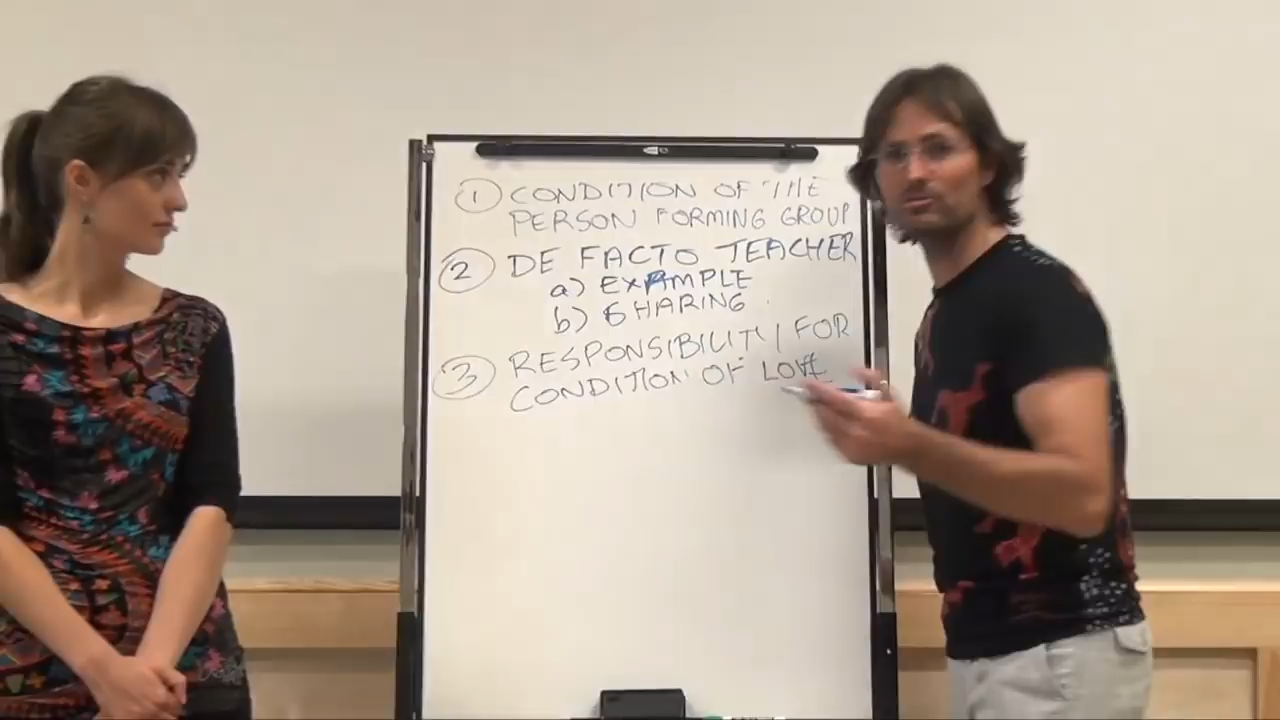 1 CONDITION OF THE
PERSON FORMING GROUP
2 DE FACTO TEACHER
a) EXAMPLE
b) SHARING
3 RESPONSIBILITY FOR
CONDITION OF LOVE